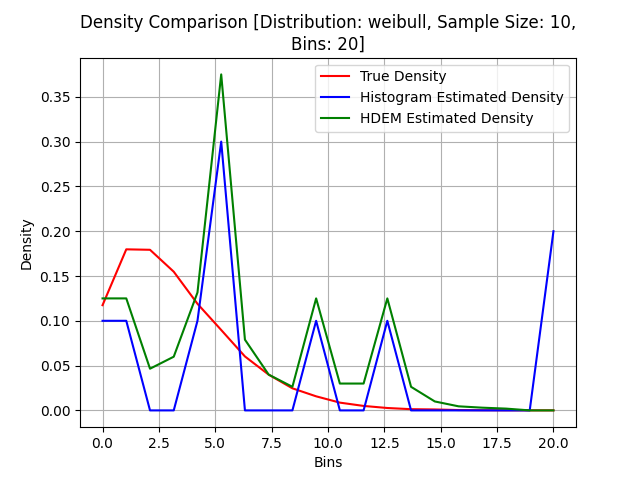 Density Comparison [Distribution: weibull, Sample Size: 10,
Bins: 20]
True Density
Histogram Estimated Density
HDEM Estimated Density
Density
0.35
0.30
0.25
0.20
0.15
0.10
0.05
0.00
0.0 2.5 5.0 7.5 10.0 12.5 15.0 17.5 20.0
Bins